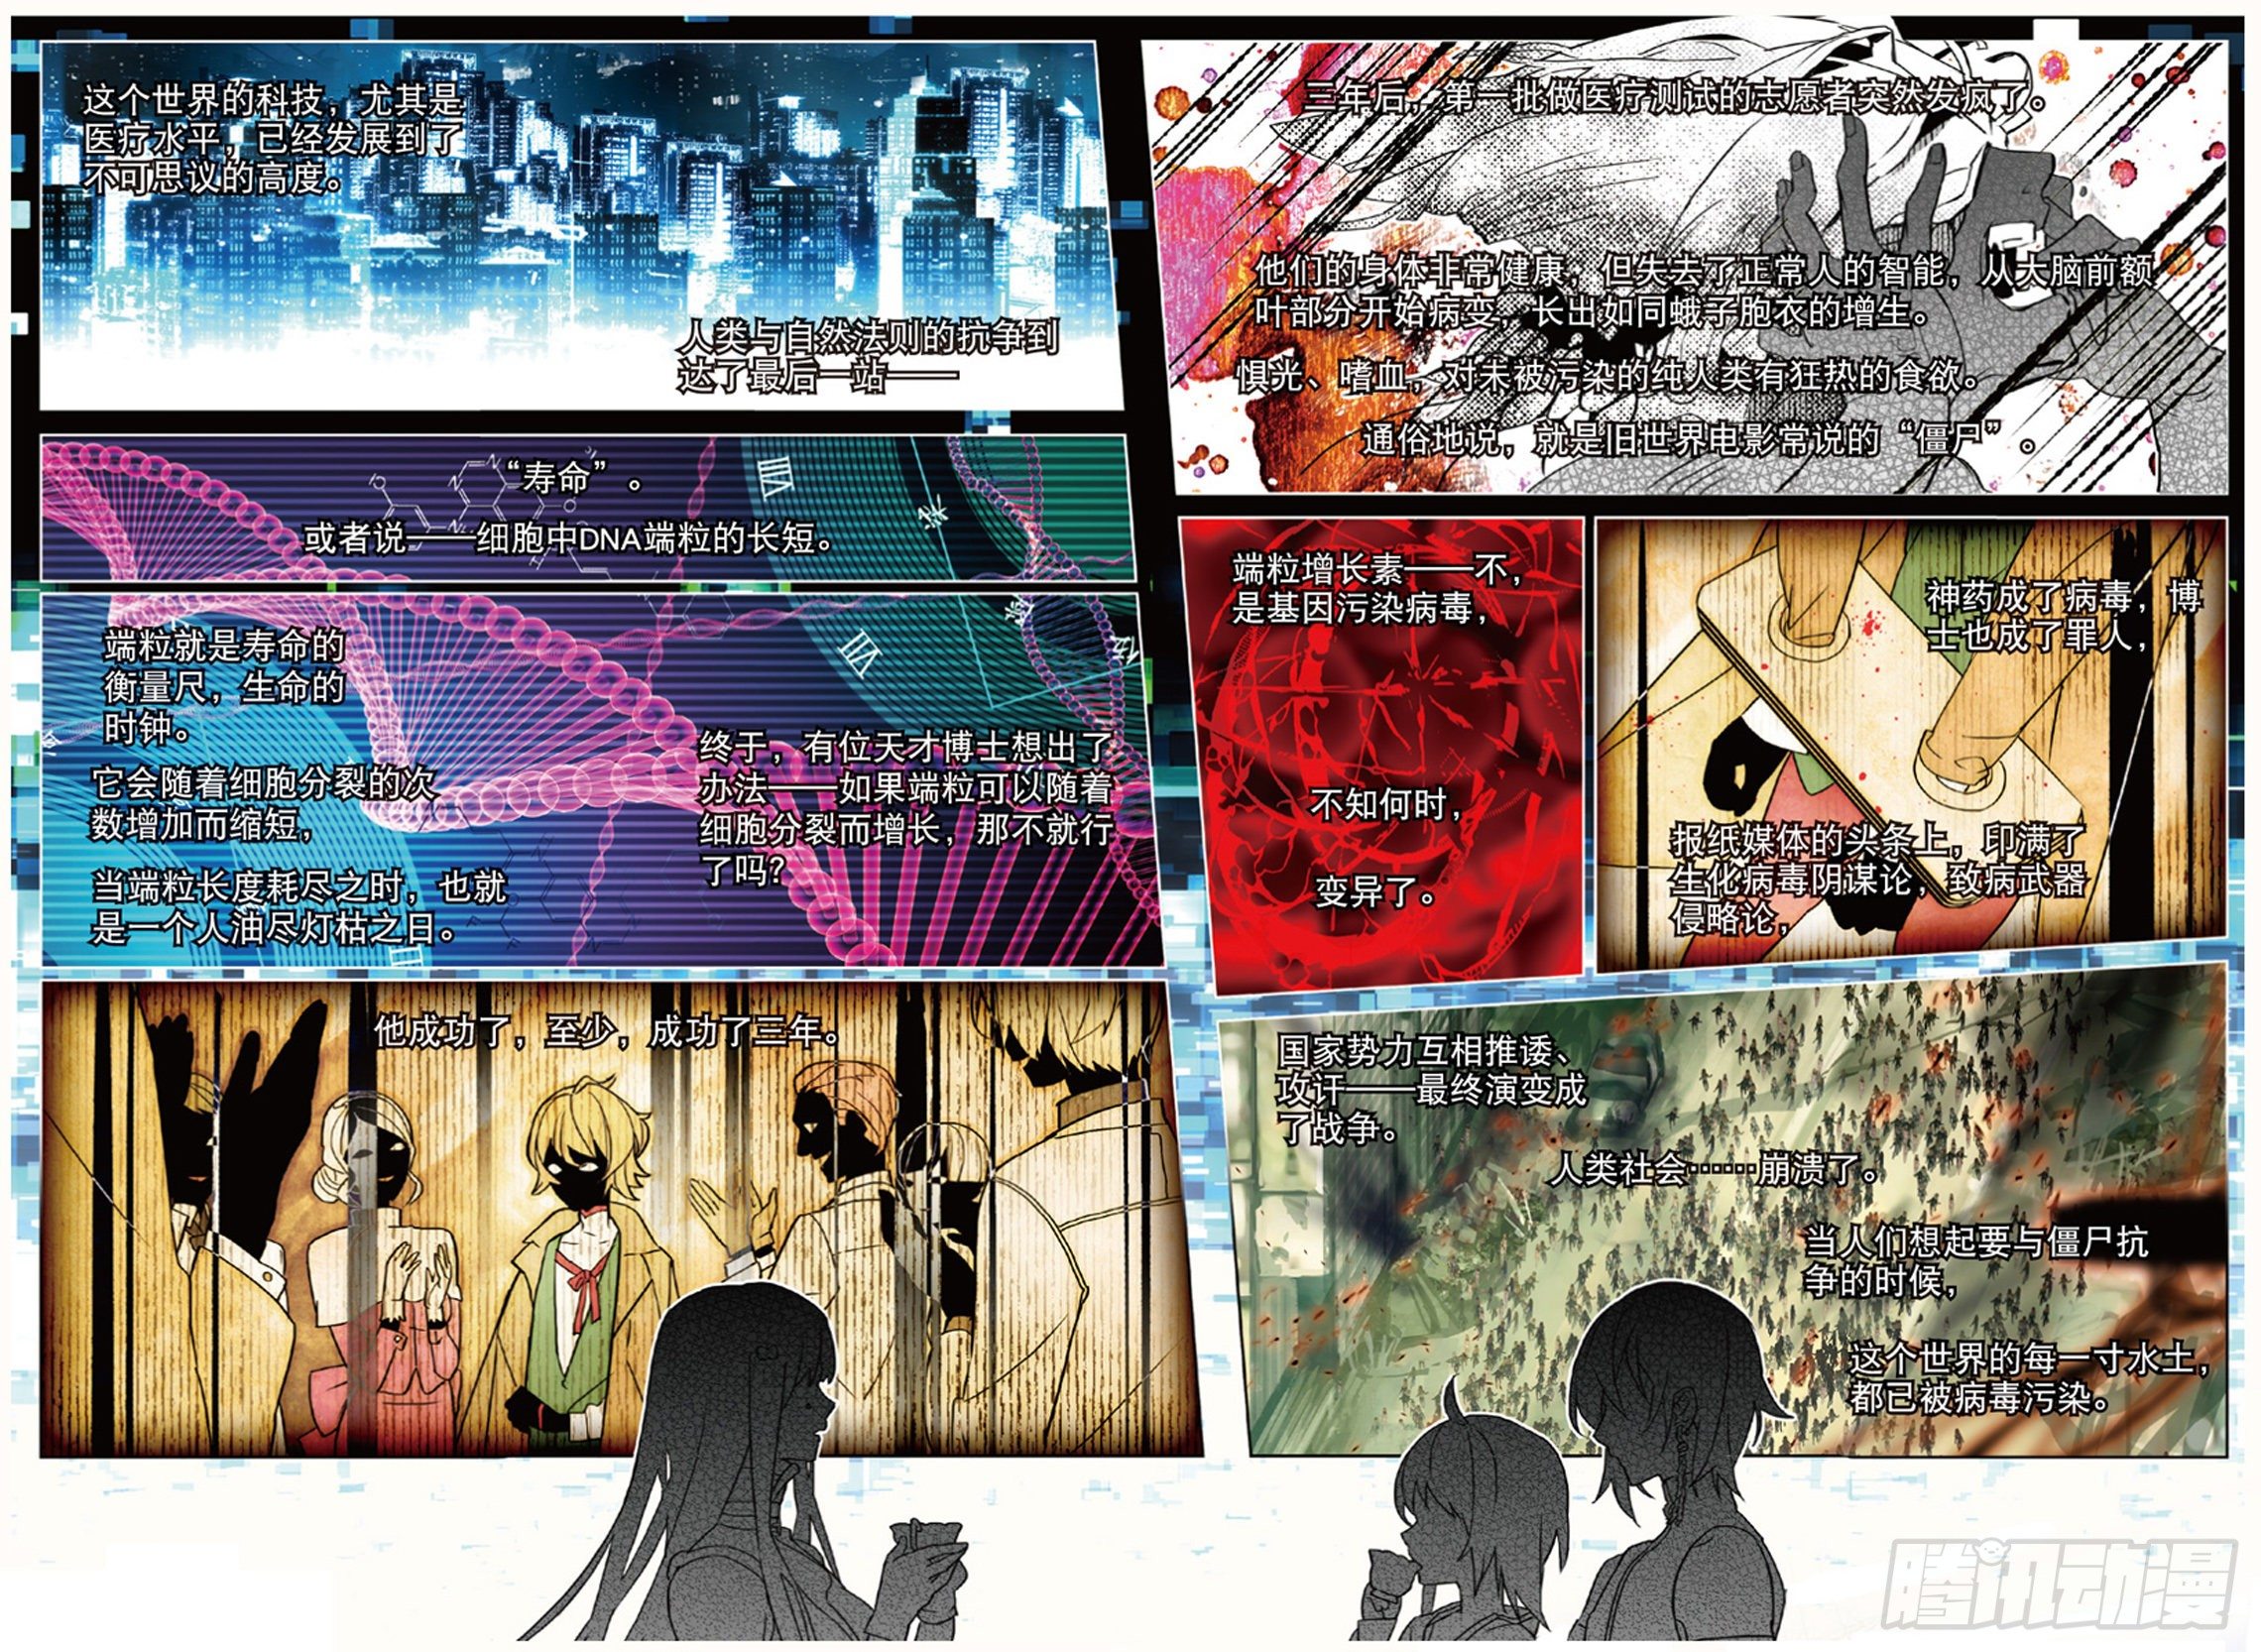 这个世界的科技，尤其是
医疗水平，已经发展到了
不可思议的高度。
人类与自然法则的抗争到
达了最后一站——
“寿命”。
或者说——细胞中DNA端粒的长短。
端粒就是寿命的
衡量尺，生命的
时钟。
它会随着细胞分裂的次
数增加而缩短，
当端粒长度耗尽之时，也就
是一个人油尽灯枯之日。
终于，有位天才博士想出了
办法——如果端粒可以随着
细胞分裂而增长，那不就行
了吗？
他成功了，至少，成功了三年。
三年后，第一批做医疗测试的志愿者突然发疯了。
他们的身体非常健康，但失去了正常人的智能，从大脑前额
叶部分开始病变，长出如同蛾子胞衣的增生。
惧光、嗜血，对未被污染的纯人类有狂热的食欲。
通俗地说，就是旧世界电影常说的“僵尸”。
端粒增长素——不，
是基因污染病毒，
不知何时，
变异了。
神药成了病毒，博
士也成了罪人，
报纸媒体的头条上，印满了
生化病毒阴谋论，致病武器
侵略论，
国家势力互相推诿、
攻讦——最终演变成
了战争。
人类社会……崩溃了。
当人们想起要与僵尸抗
争的时候，
这个世界的每一寸水土，
都已被病毒污染。
VII
VIII
腾讯动漫